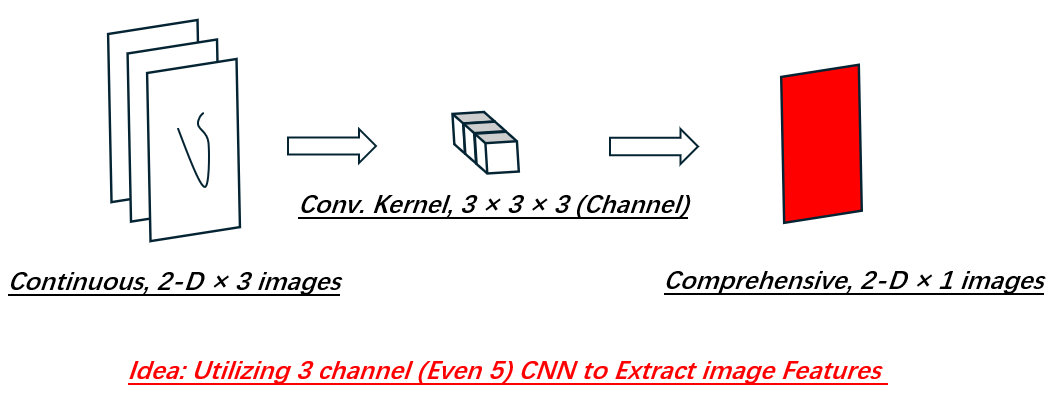 Conv. Kernel, 3 × 3 × 3 (Channel)
Continuous, 2-D × 3 images
Comprehensive, 2-D × 1 images
Idea: Utilizing 3 channel (Even 5) CNN to Extract image Features